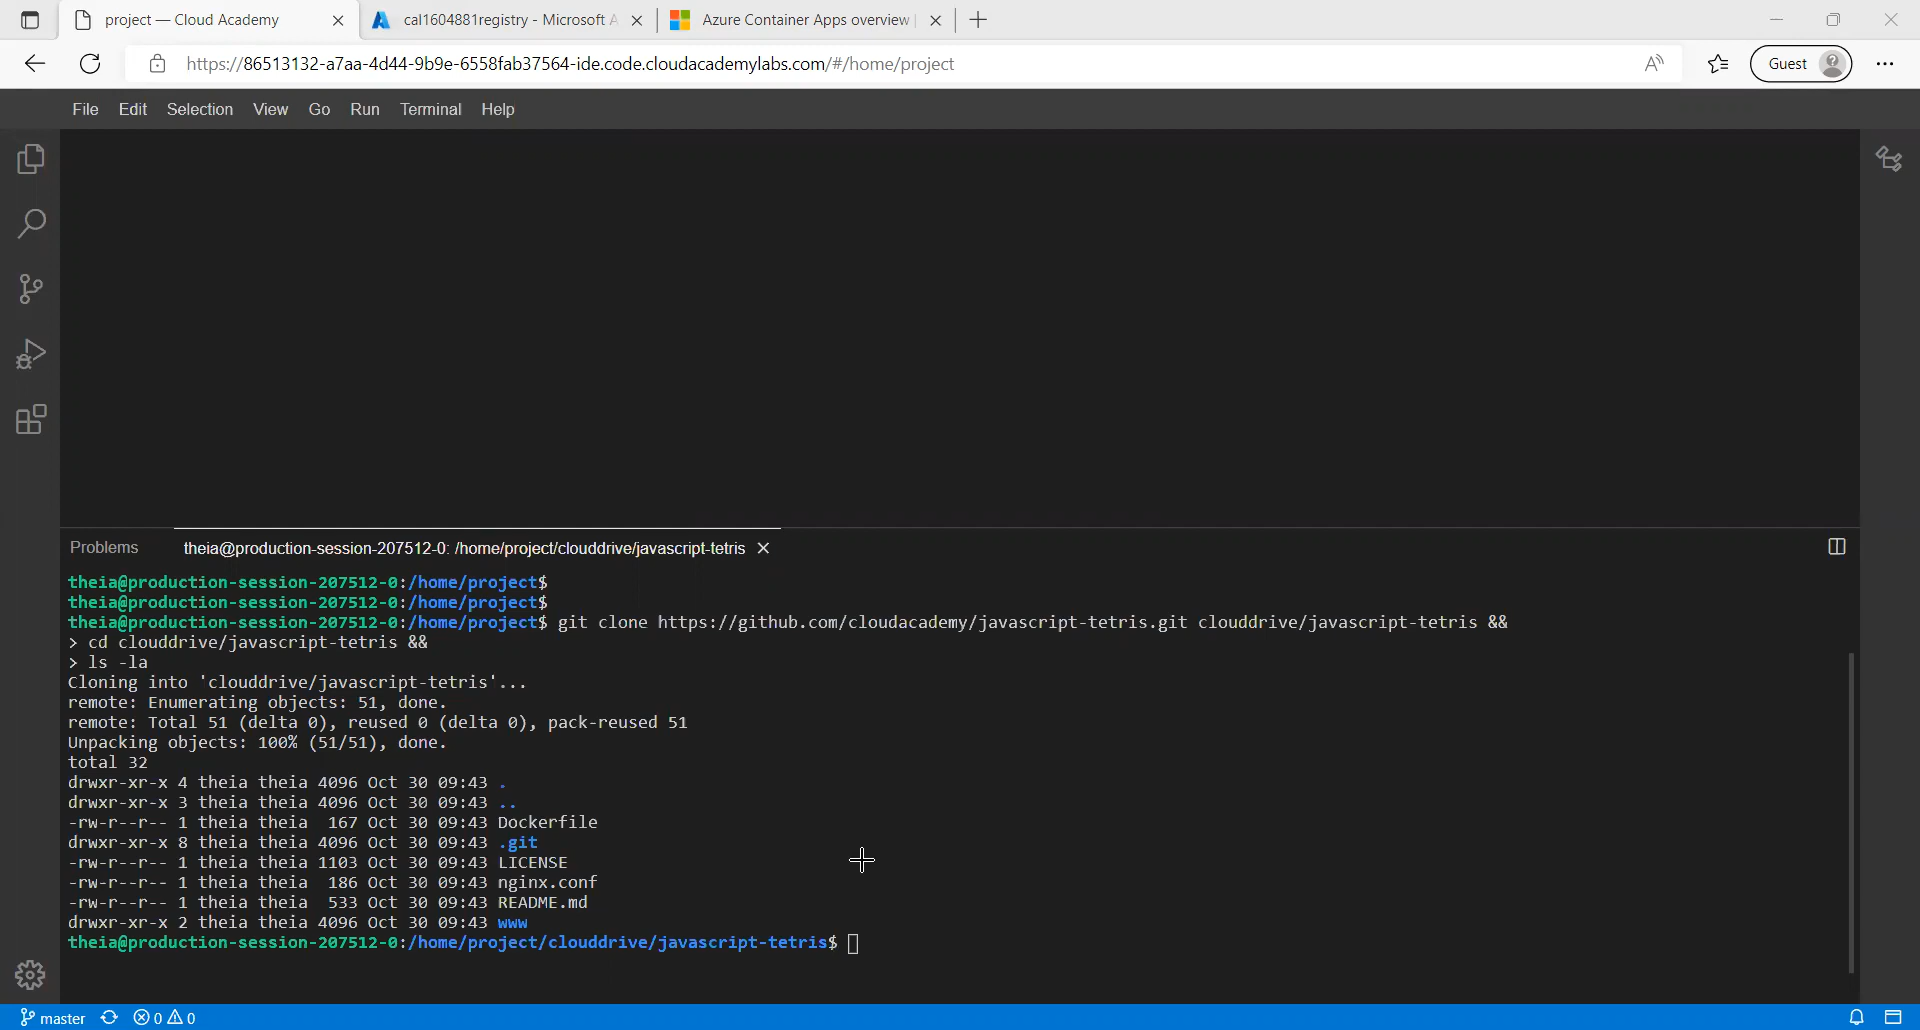 project — Cloud Academy
cal1604881registry - Microsoft A
Azure Container Apps overview
https://86513132-a7aa-4d44-9b9e-6558fab37564-ide.code.cloudacademylabs.com/#/home/project
A))
Guest
File Edit Selection View Go Run Terminal Help
Problems theia@production-session-207512-0: /home/project/clouddrive/javascript-tetris
theia@production-session-207512-0:/home/project$
theia@production-session-207512-0:/home/project$
theia@production-session-207512-0:/home/project$ git clone https://github.com/cloudacademy/javascript-tetris.git clouddrive/javascript-tetris &&
> cd clouddrive/javascript-tetris &&
> ls -la
Cloning into 'clouddrive/javascript-tetris'...
remote: Enumerating objects: 51, done.
remote: Total 51 (delta 0), reused 0 (delta 0), pack-reused 51
Unpacking objects: 100% (51/51), done.
total 32
drwxr-xr-x 4 theia theia 4096 Oct 30 09:43 .
drwxr-xr-x 3 theia theia 4096 Oct 30 09:43 ..
-rw-r--r-- 1 theia theia  167 Oct 30 09:43 Dockerfile
drwxr-xr-x 8 theia theia 4096 Oct 30 09:43 .git
-rw-r--r-- 1 theia theia 1103 Oct 30 09:43 LICENSE
-rw-r--r-- 1 theia theia  186 Oct 30 09:43 nginx.conf
-rw-r--r-- 1 theia theia  533 Oct 30 09:43 README.md
drwxr-xr-x 2 theia theia 4096 Oct 30 09:43 www
theia@production-session-207512-0:/home/project/clouddrive/javascript-tetris$
master 0 0